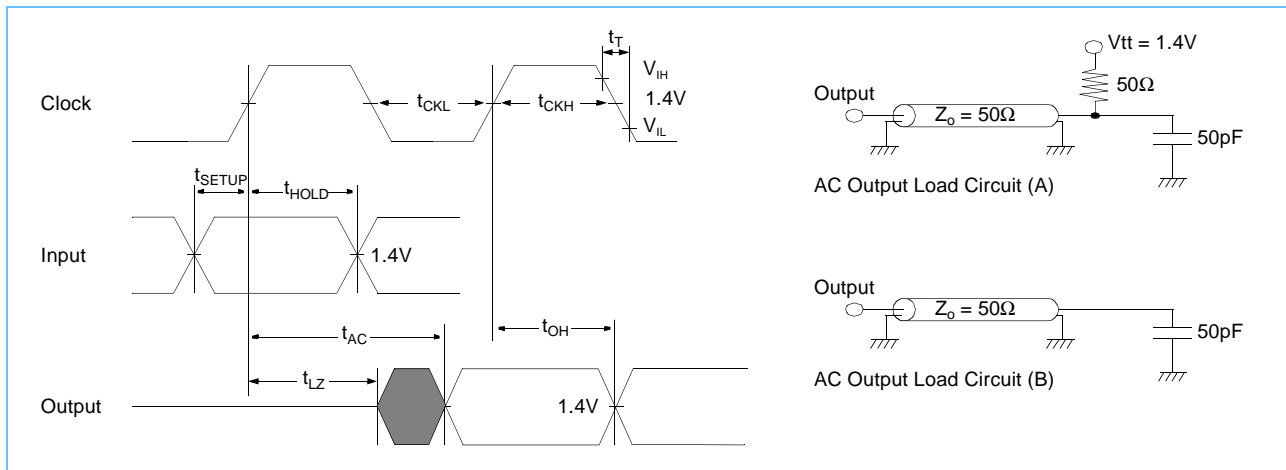 tT
VIH
Clock
tCKL
tCKH
1.4V
VIL
tSETUP
tHOLD
Input
1.4V
tAC
tOH
tLZ
Output
1.4V
Vtt = 1.4V
50Ω
Output
Zo = 50Ω
50pF
AC Output Load Circuit (A)
Output
Zo = 50Ω
50pF
AC Output Load Circuit (B)